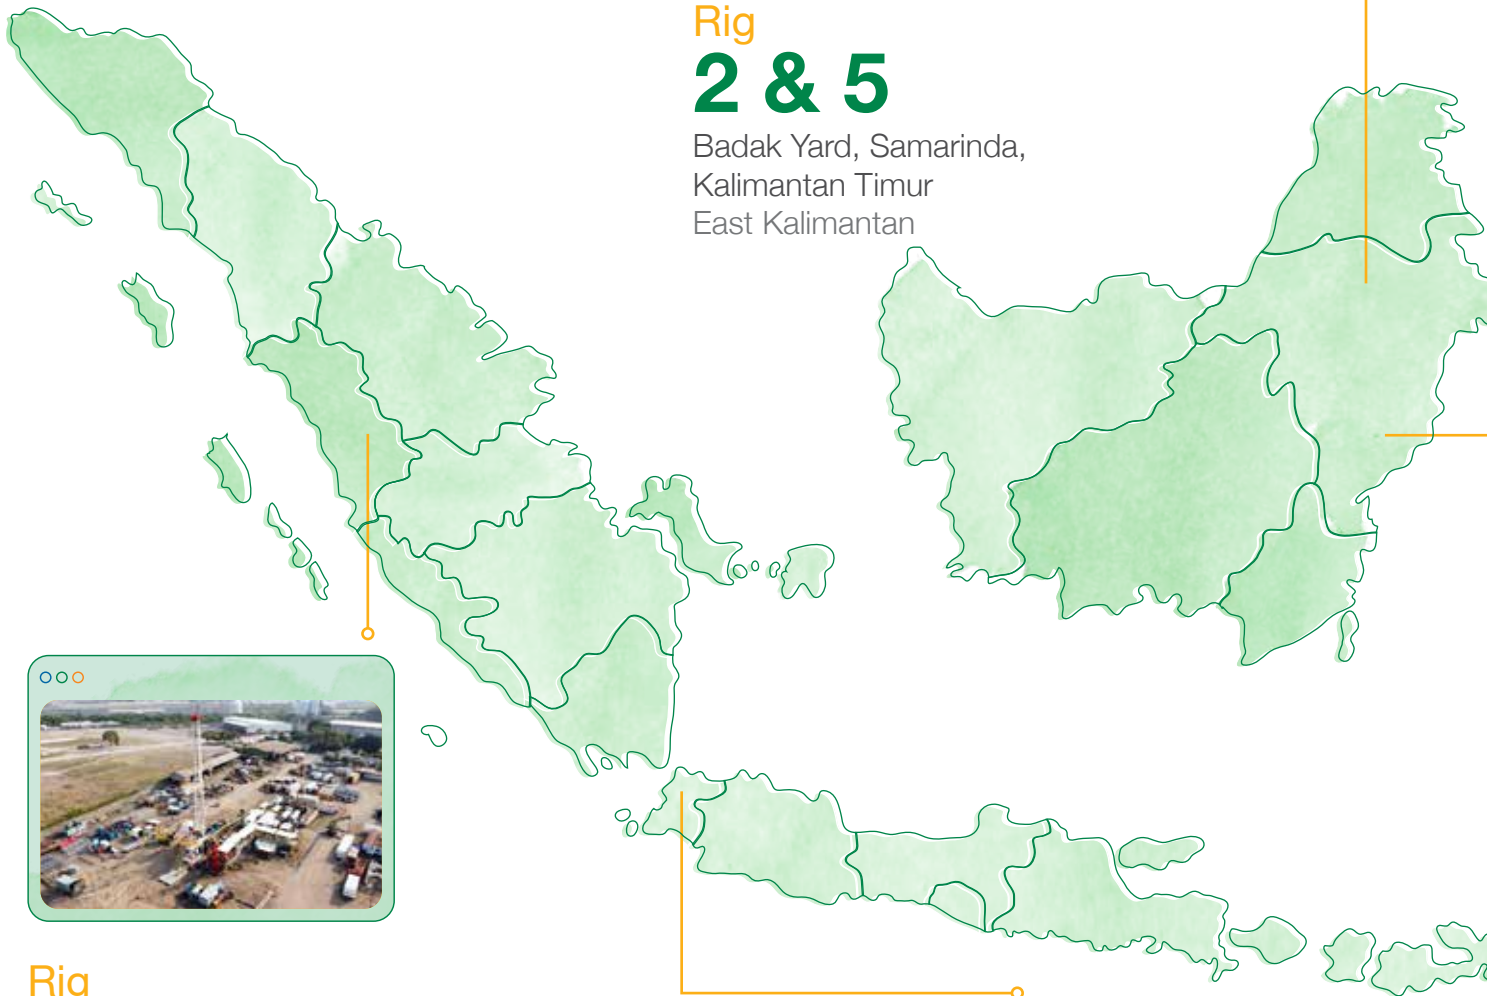 Rig
2 & 5
Badak Yard, Samarinda,
Kalimantan Timur
East Kalimantan
Rig